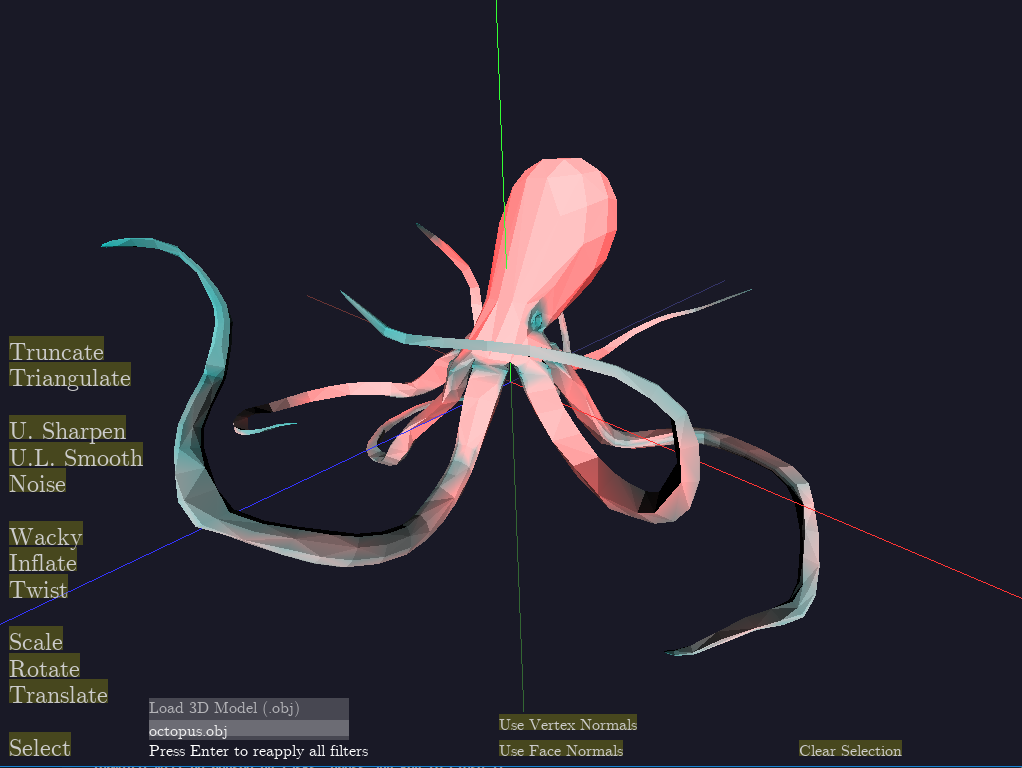 Truncate
Triangulate
U. Sharpen
U.L. Smooth
Noise
Wacky
Inflate
Twist
Scale
Rotate
Translate
Select
Load 3D Model (.obj)
octopus.obj
Press Enter to reapply all filters
Use Vertex Normals
Use Face Normals
Clear Selection